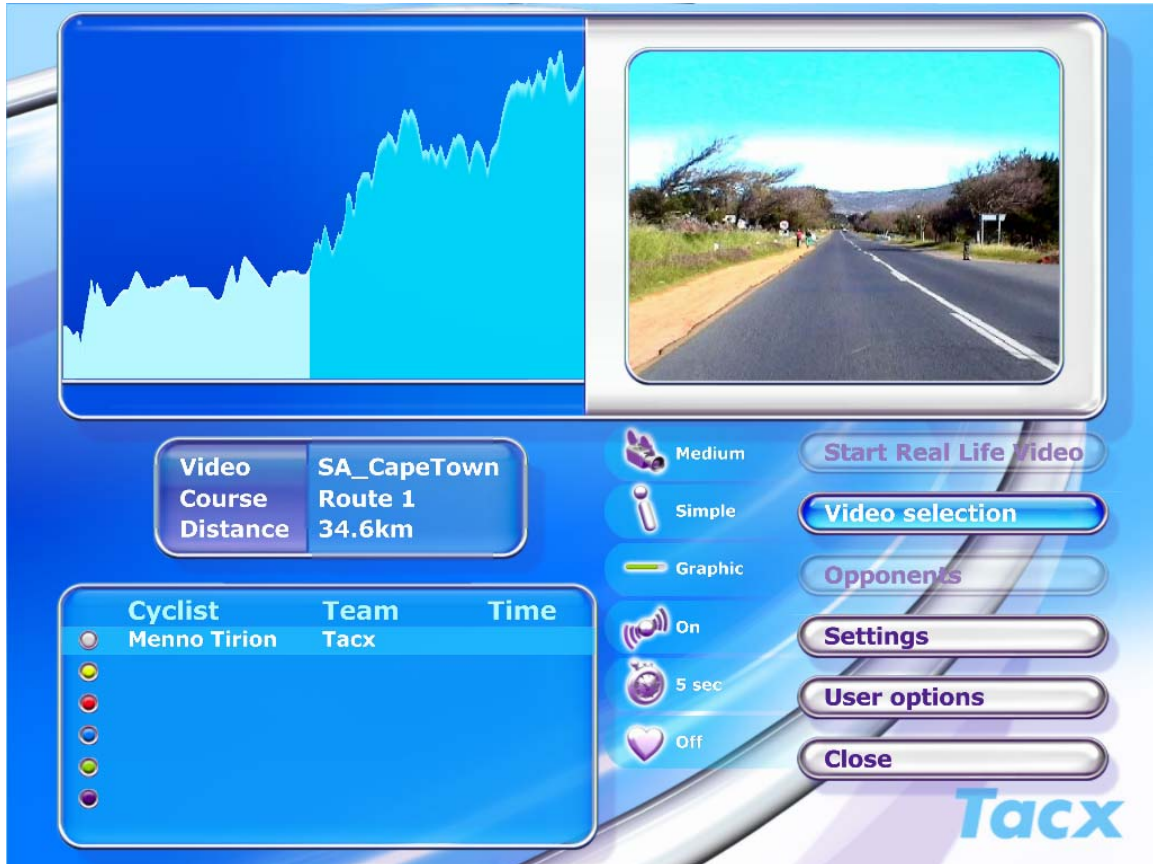 Video SA_CapeTown
Course Route 1
Distance 34.6km
Cyclist Team Time
Menno Tirion Tacx
Medium
Simple
Graphic
On
5 sec
Off
Start Real Life Video
Video selection
Opponents
Settings
User options
Close
Tacx